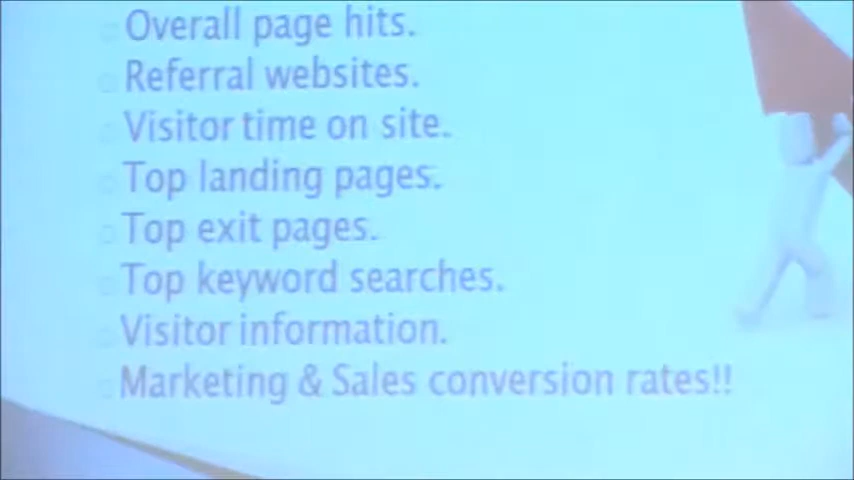 Overall page hits.
Referral websites.
Visitor time on site.
Top landing pages.
Top exit pages.
Top keyword searches.
Visitor information.
Marketing & Sales conversion rates!!